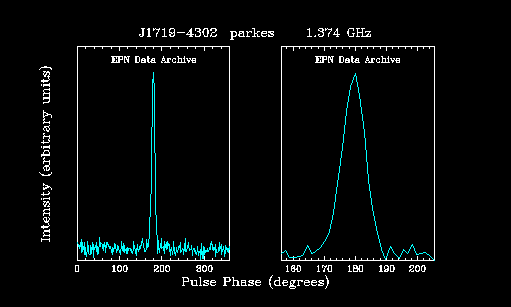 J1719−4302 parkes 1.374 GHz
EPN Data Archive
EPN Data Archive
Intensity (arbitrary units)
0 100 200 300
160 170 180 190 200
Pulse Phase (degrees)